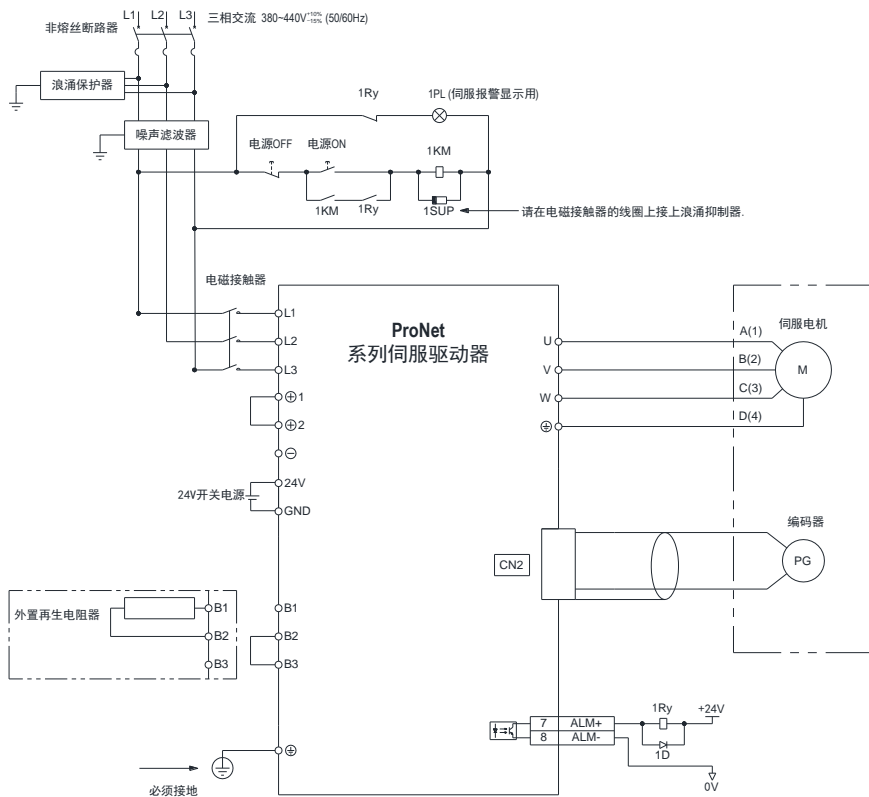 L1 L2 L3 三相交流 380~440V +10% -15% (50/60Hz)
非熔丝断路器
浪涌保护器
1Ry 1PL (伺服报警显示用)
噪声滤波器
电源OFF 电源ON 1KM
1KM 1Ry 1SUP 请在电磁接触器的线圈上接上浪涌抑制器.
电磁接触器
L1
L2
L3
ProNet
系列伺服驱动器
U
V
W
A(1)
B(2)
C(3)
D(4)
伺服电机
M
1
2
24V开关电源
24V
GND
编码器
CN2
PG
外置再生电阻器
B1
B2
B3
B1
B2
B3
7 ALM+
8 ALM-
1Ry +24V
1D
0V
必须接地